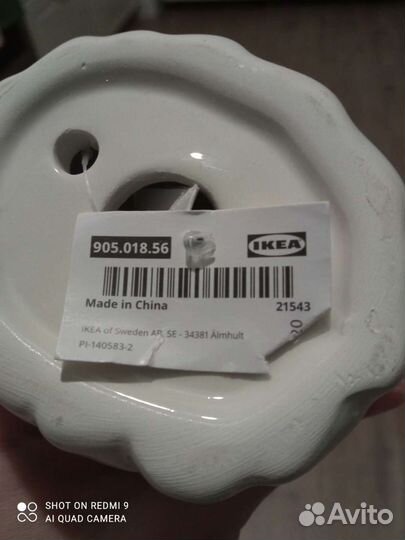 905.018.56
IKEA
Made in China
21543
20
IKEA of Sweden AB, SE - 34381 Älmhult
PI-140583-2
SHOT ON REDMI 9
AI QUAD CAMERA
Avito